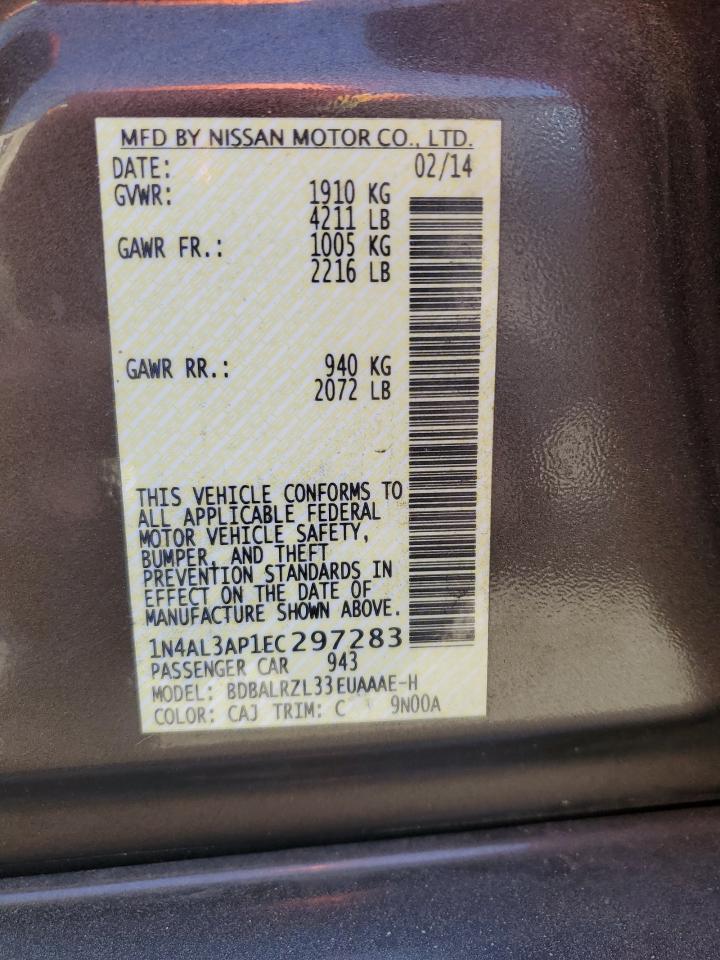 MFD BY NISSAN MOTOR CO., LTD.
DATE: 02/14
GVWR: 1910 KG
4211 LB
GAWR FR.: 1005 KG
2216 LB
GAWR RR.: 940 KG
2072 LB
THIS VEHICLE CONFORMS TO
ALL APPLICABLE FEDERAL
MOTOR VEHICLE SAFETY,
BUMPER, AND THEFT
PREVENTION STANDARDS IN
EFFECT ON THE DATE OF
MANUFACTURE SHOWN ABOVE.
1N4AL3AP1EC297283
PASSENGER CAR 943
MODEL: BDBALRZL33EUAAAE-H
COLOR: CAJ TRIM: C 9N00A